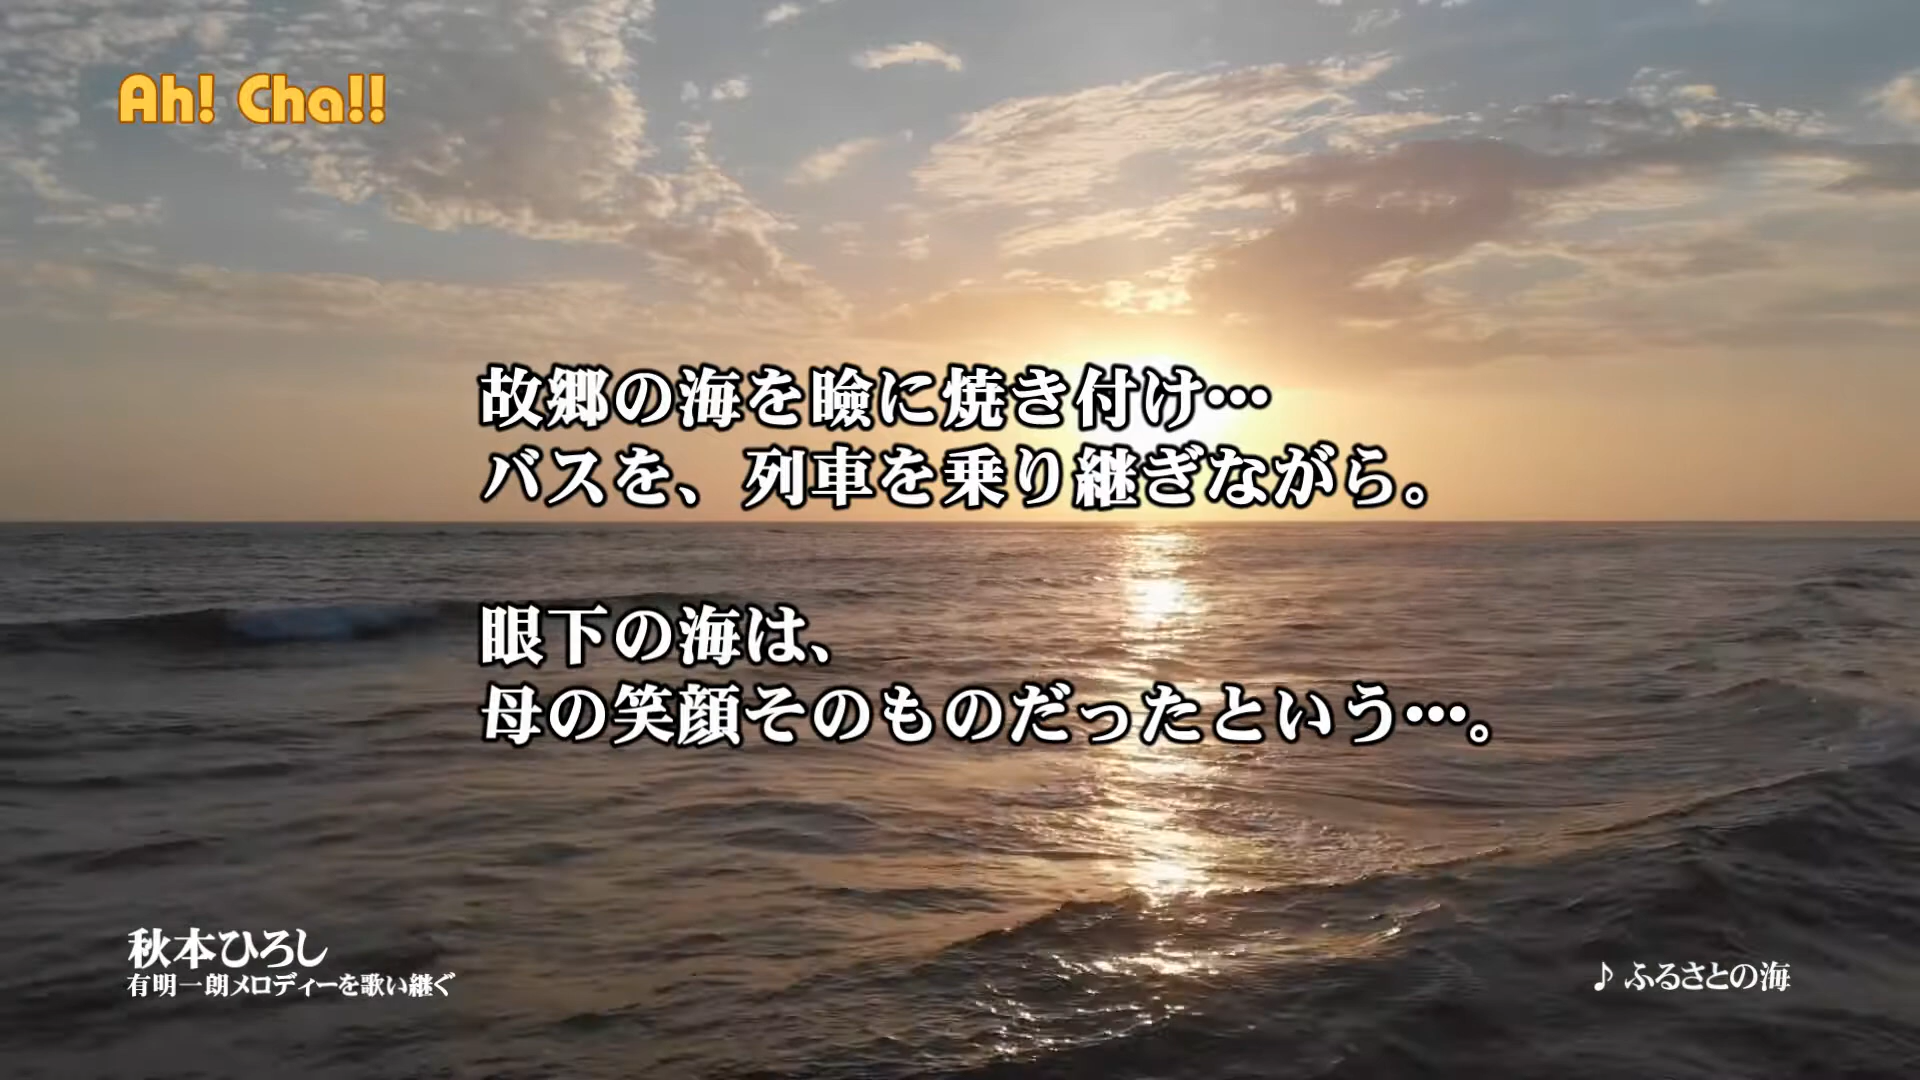 Ah! Cha!!
故郷の海を瞼に焼き付け…
バスを、列車を乗り継ぎながら。
眼下の海は、
母の笑顔そのものだったという…。
秋本ひろし
有明一朗メロディーを歌い継ぐ
♪ ふるさとの海